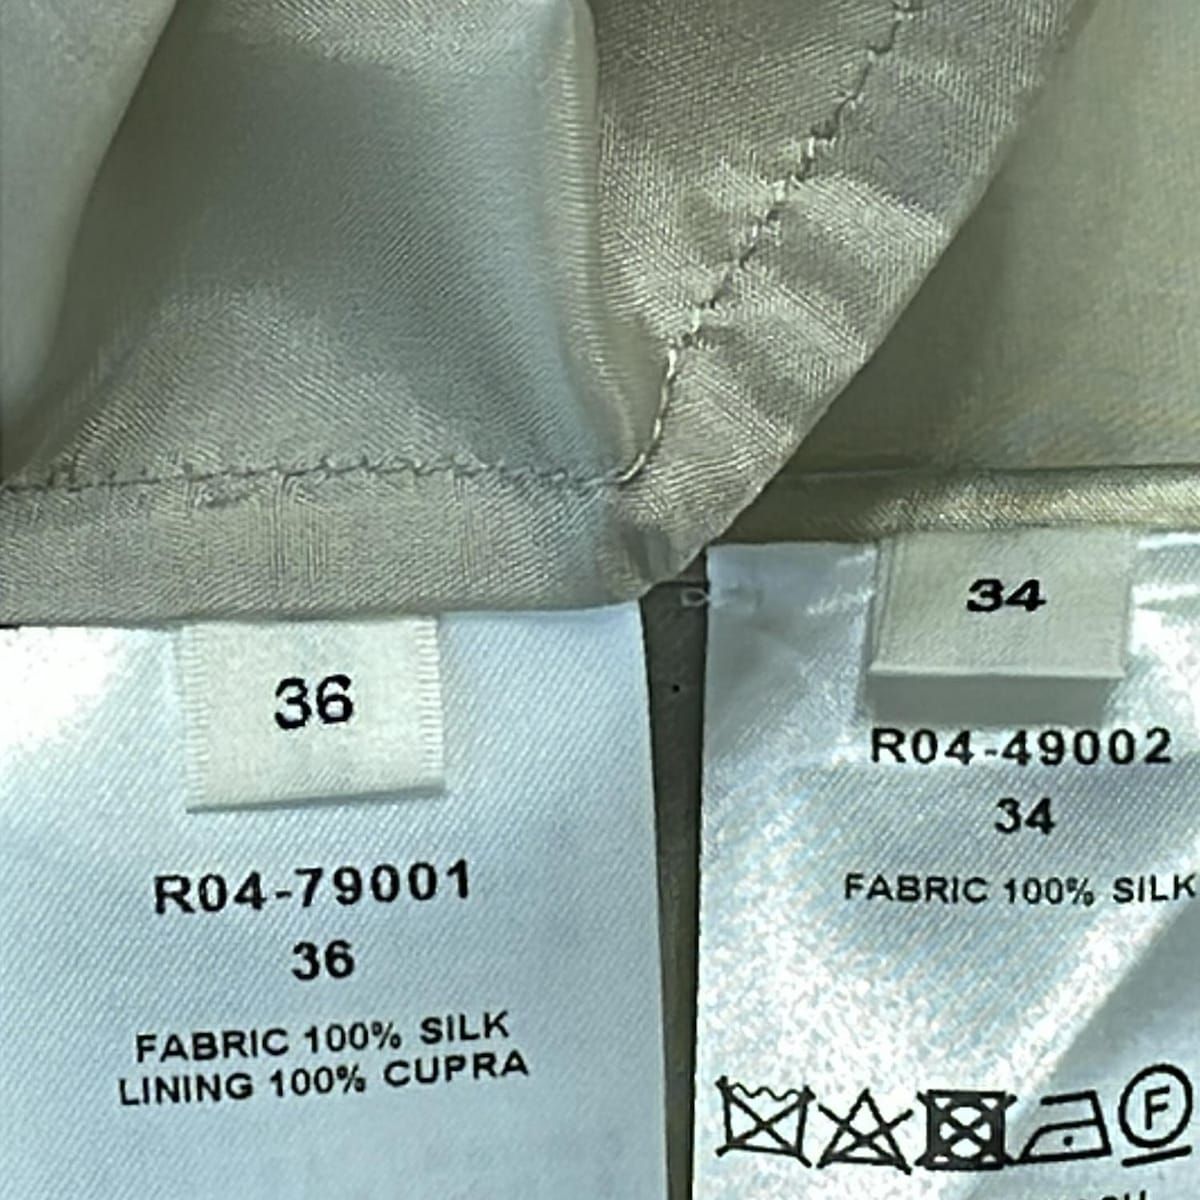 36
R04-79001
36
FABRIC 100% SILK
LINING 100% CUPRA
34
R04-49002
34
FABRIC 100% SILK
F